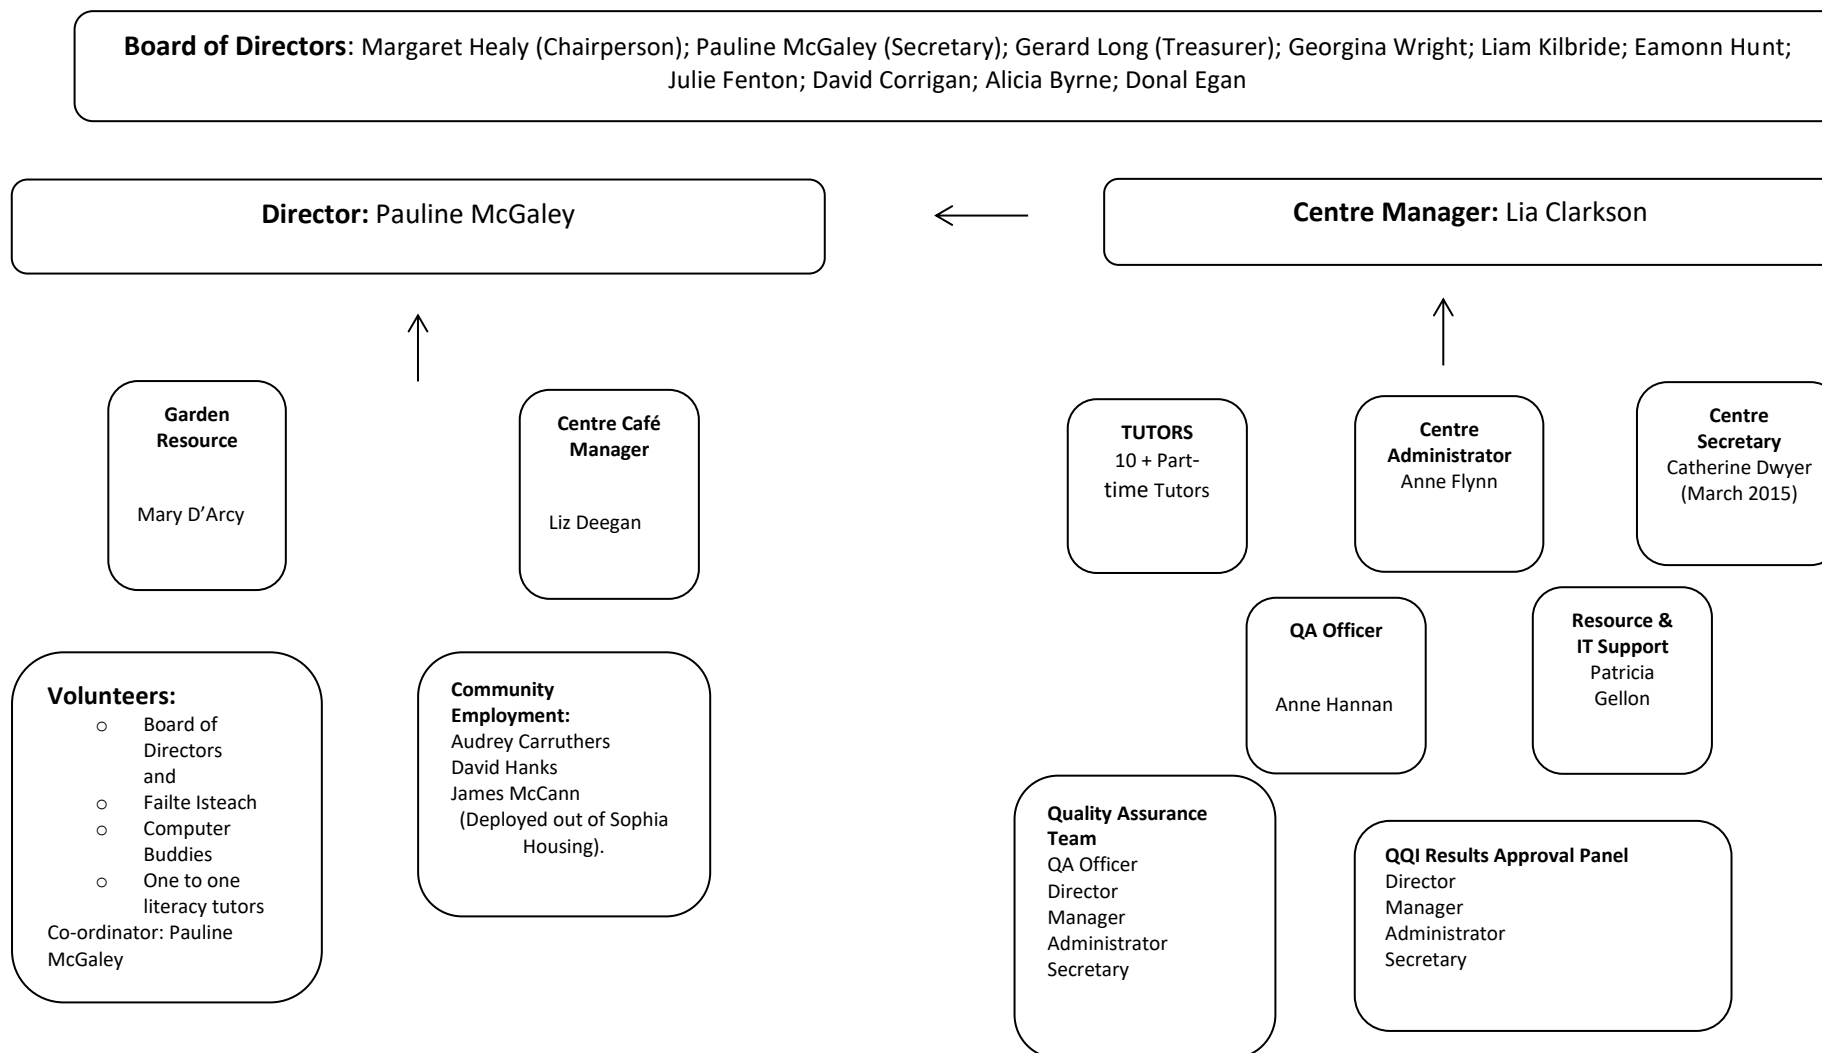 Board of Directors: Margaret Healy (Chairperson); Pauline McGaley (Secretary); Gerard Long (Treasurer); Georgina Wright; Liam Kilbride; Eamonn Hunt;
Julie Fenton; David Corrigan; Alicia Byrne; Donal Egan
Director: Pauline McGaley
Centre Manager: Lia Clarkson
Garden
Resource
Mary D’Arcy
Centre Café
Manager
Liz Deegan
TUTORS
10 + Part-
time Tutors
Centre
Administrator
Anne Flynn
Centre
Secretary
Catherine Dwyer
(March 2015)
QA Officer
Anne Hannan
Resource &
IT Support
Patricia
Gellon
Volunteers:
o Board of
Directors
and
o Failte Isteach
o Computer
Buddies
o One to one
literacy tutors
Co-ordinator: Pauline
McGaley
Community
Employment:
Audrey Carruthers
David Hanks
James McCann
(Deployed out of Sophia
Housing).
Quality Assurance
Team
QA Officer
Director
Manager
Administrator
Secretary
QQI Results Approval Panel
Director
Manager
Administrator
Secretary